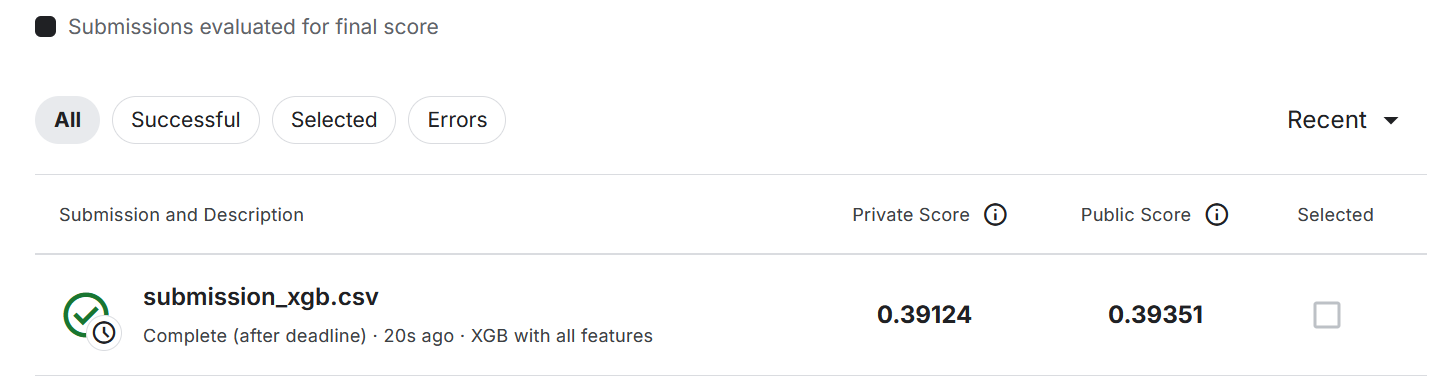 Submissions evaluated for final score
All Successful Selected Errors Recent
Submission and Description Private Score Public Score Selected
submission_xgb.csv 0.39124 0.39351
Complete (after deadline) · 20s ago · XGB with all features